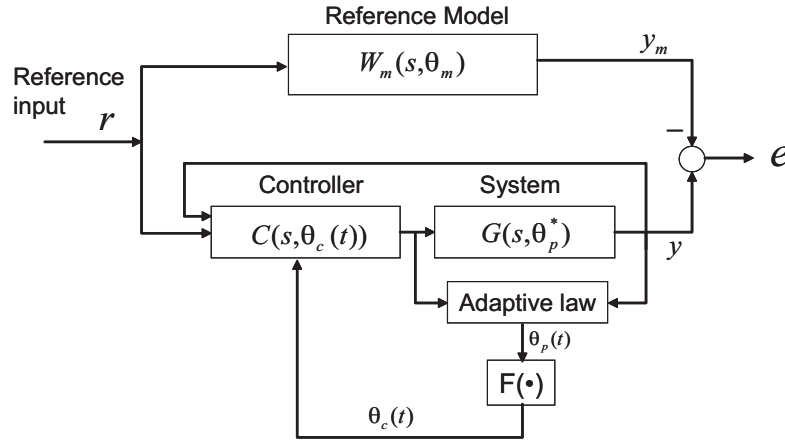 Reference Model
W_m(s,θ_m)
y_m
Reference
input
r
−
e
Controller
System
C(s,θ_c(t))
G(s,θ_p^*)
y
Adaptive law
θ_p(t)
F(•)
θ_c(t)